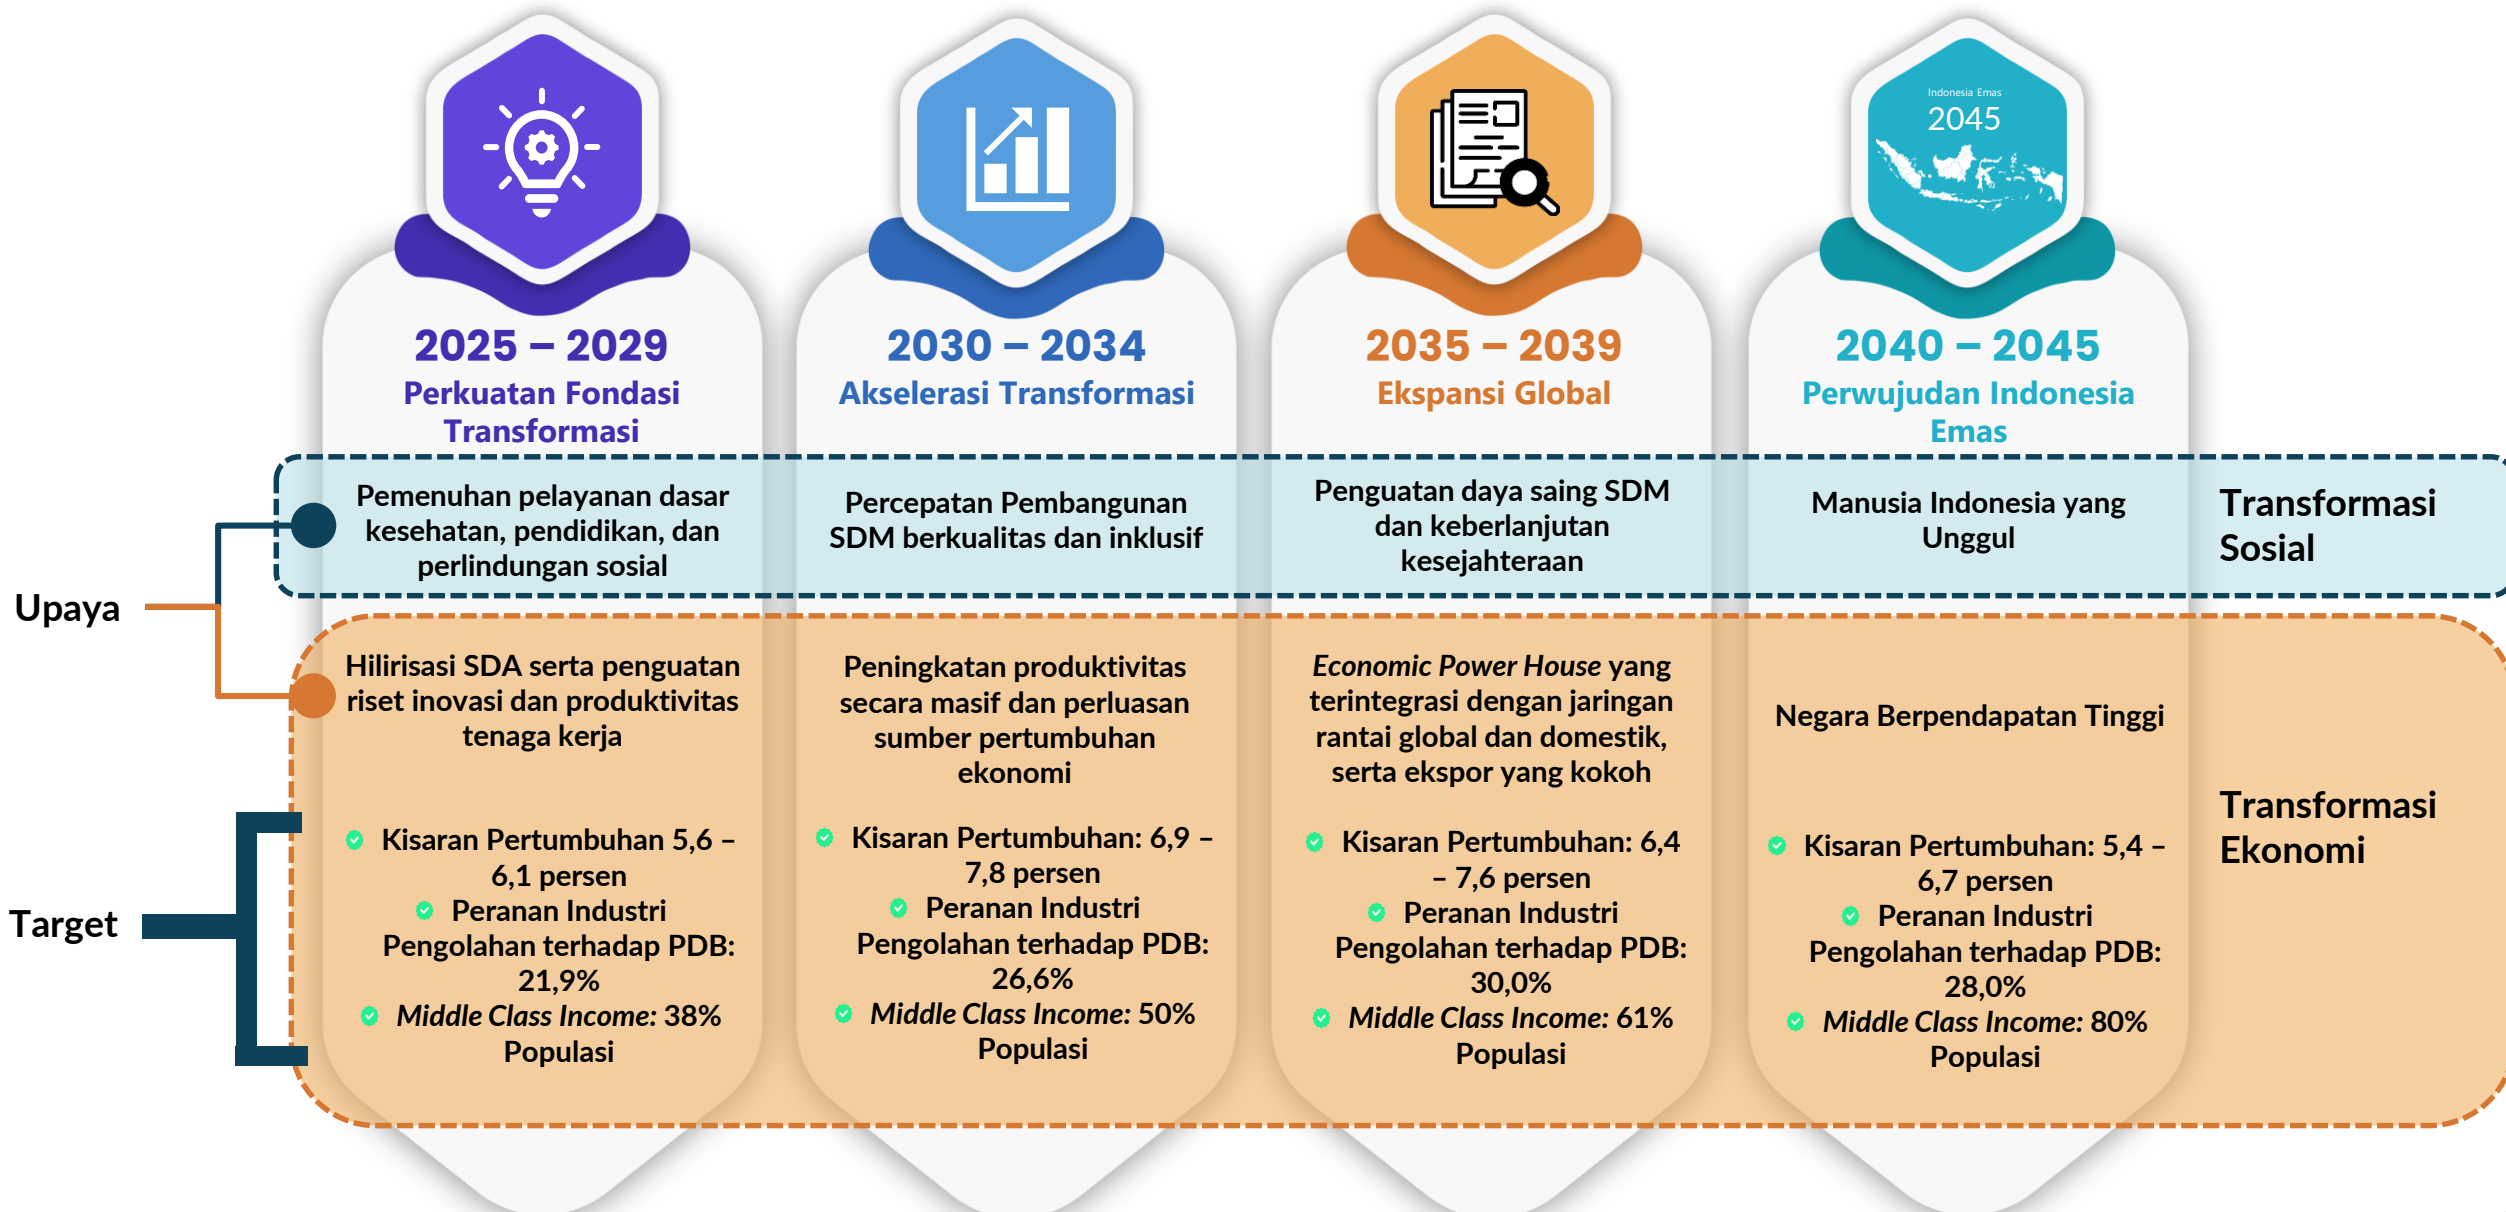 Indonesia Emas
2045
2025 – 2029
Perkuatan Fondasi
Transformasi
2030 – 2034
Akselerasi Transformasi
2035 – 2039
Ekspansi Global
2040 – 2045
Perwujudan Indonesia
Emas
Upaya
Pemenuhan pelayanan dasar
kesehatan, pendidikan, dan
perlindungan sosial
Percepatan Pembangunan
SDM berkualitas dan inklusif
Penguatan daya saing SDM
dan keberlanjutan
kesejahteraan
Manusia Indonesia yang
Unggul
Transformasi
Sosial
Hilirisasi SDA serta penguatan
riset inovasi dan produktivitas
tenaga kerja
Peningkatan produktivitas
secara masif dan perluasan
sumber pertumbuhan
ekonomi
Economic Power House yang
terintegrasi dengan jaringan
rantai global dan domestik,
serta ekspor yang kokoh
Negara Berpendapatan Tinggi
Transformasi
Ekonomi
Target
Kisaran Pertumbuhan 5,6 –
6,1 persen
Peranan Industri
Pengolahan terhadap PDB:
21,9%
Middle Class Income: 38%
Populasi
Kisaran Pertumbuhan: 6,9 –
7,8 persen
Peranan Industri
Pengolahan terhadap PDB:
26,6%
Middle Class Income: 50%
Populasi
Kisaran Pertumbuhan: 6,4
– 7,6 persen
Peranan Industri
Pengolahan terhadap PDB:
30,0%
Middle Class Income: 61%
Populasi
Kisaran Pertumbuhan: 5,4 –
6,7 persen
Peranan Industri
Pengolahan terhadap PDB:
28,0%
Middle Class Income: 80%
Populasi